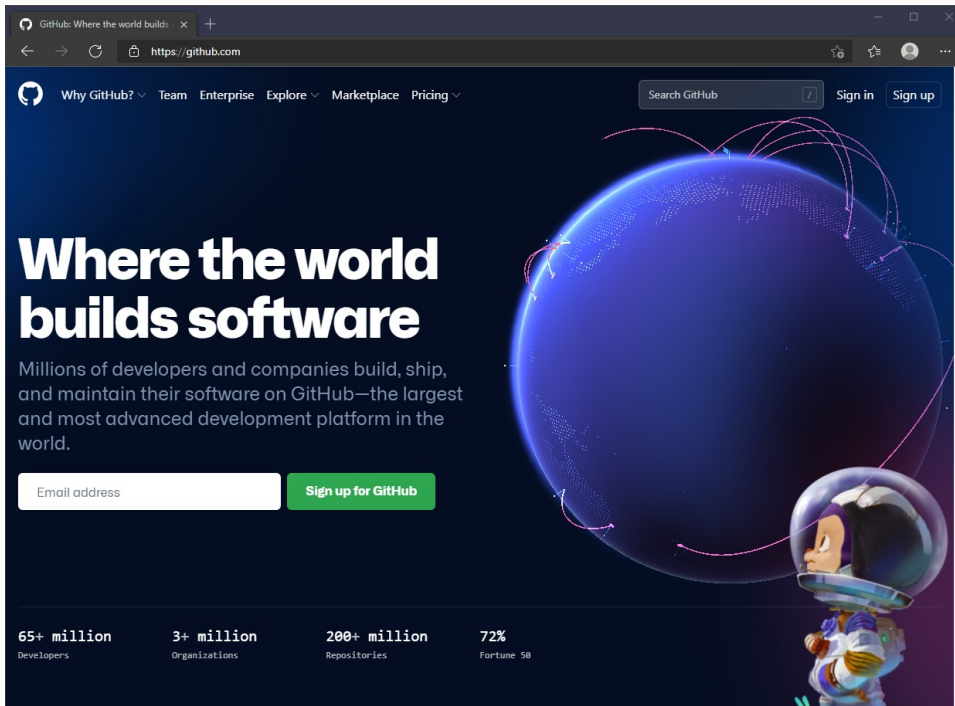 GitHub: Where the world builds
https://github.com
Why GitHub? Team Enterprise Explore Marketplace Pricing
Search GitHub /
Sign in Sign up
Where the world
builds software
Millions of developers and companies build, ship,
and maintain their software on GitHub—the largest
and most advanced development platform in the
world.
Email address
Sign up for GitHub
65+ million 3+ million 200+ million 72%
Developers Organizations Repositories Fortune 50